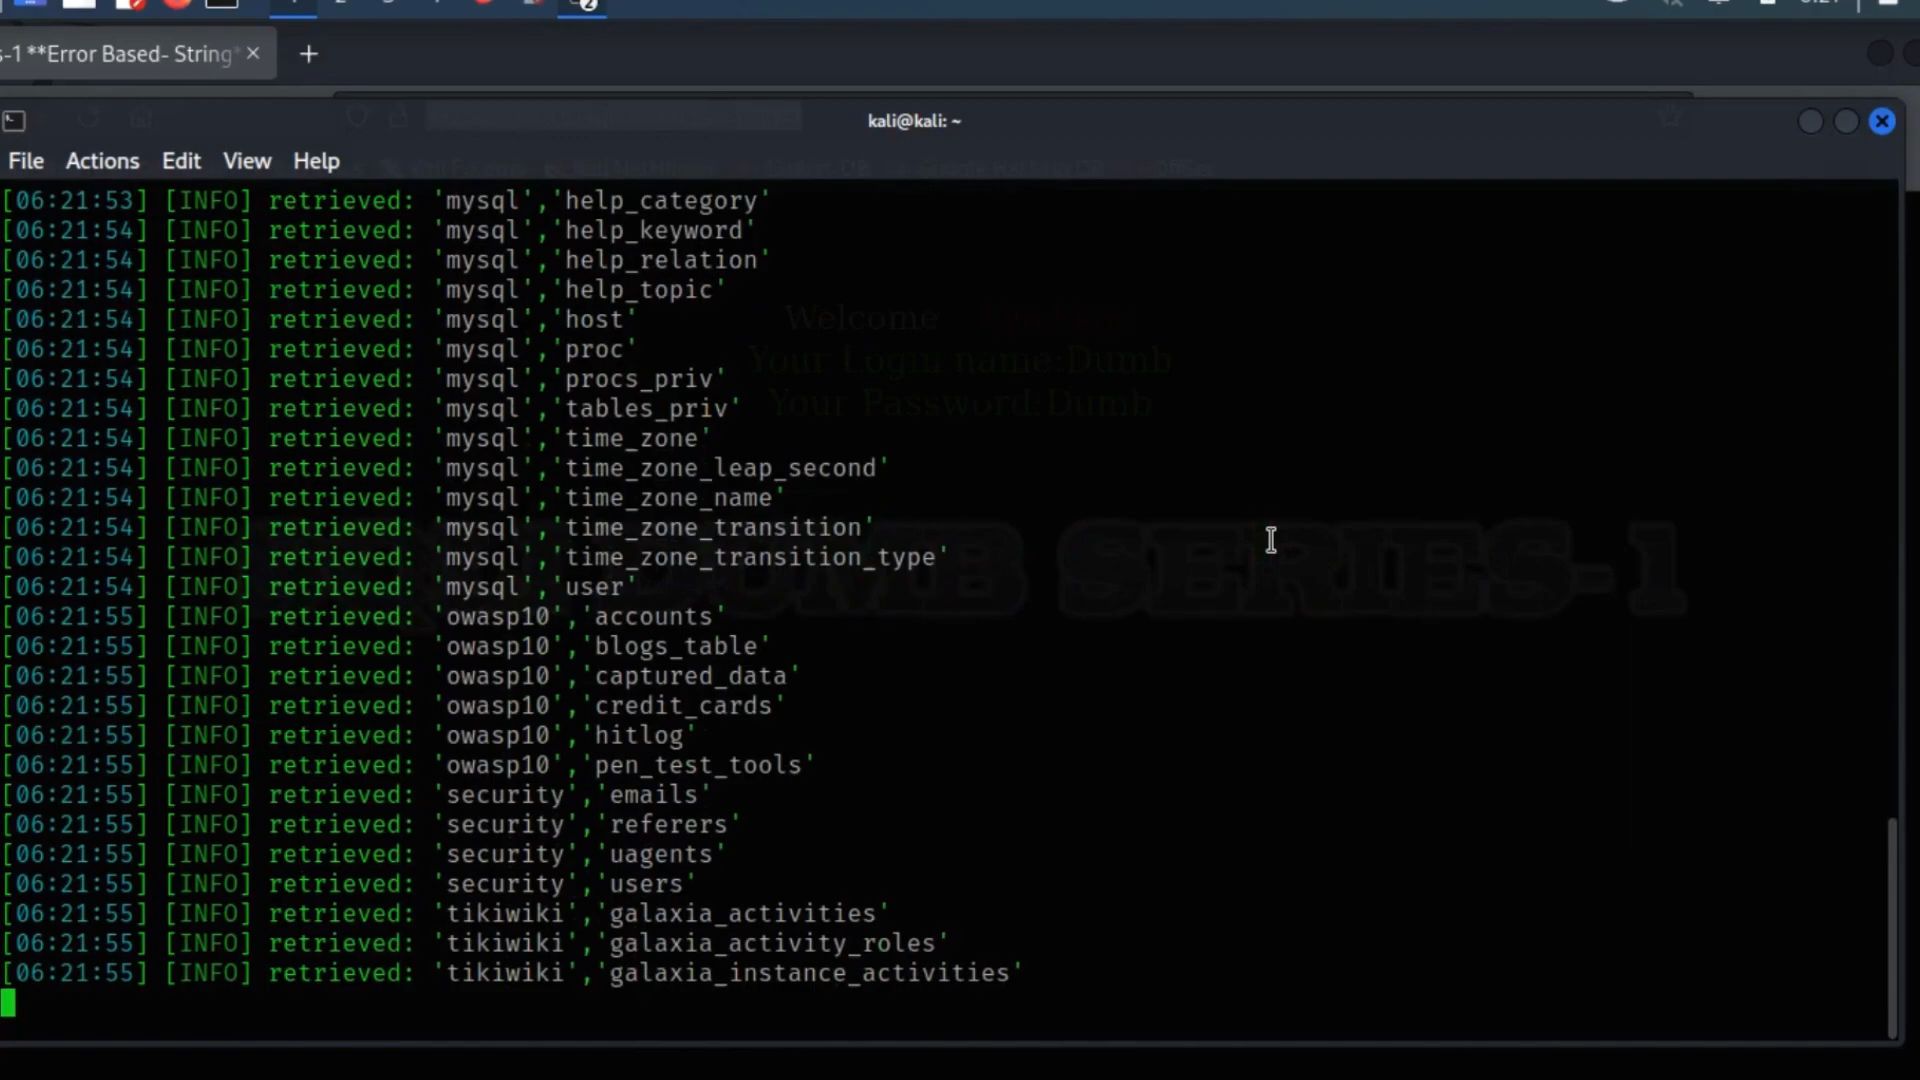 s-1 **Error Based- String*
kali@kali: ~
File Actions Edit View Help
[06:21:53] [INFO] retrieved: 'mysql','help_category'
[06:21:54] [INFO] retrieved: 'mysql','help_keyword'
[06:21:54] [INFO] retrieved: 'mysql','help_relation'
[06:21:54] [INFO] retrieved: 'mysql','help_topic'
[06:21:54] [INFO] retrieved: 'mysql','host'
[06:21:54] [INFO] retrieved: 'mysql','proc'
[06:21:54] [INFO] retrieved: 'mysql','procs_priv'
[06:21:54] [INFO] retrieved: 'mysql','tables_priv'
[06:21:54] [INFO] retrieved: 'mysql','time_zone'
[06:21:54] [INFO] retrieved: 'mysql','time_zone_leap_second'
[06:21:54] [INFO] retrieved: 'mysql','time_zone_name'
[06:21:54] [INFO] retrieved: 'mysql','time_zone_transition'
[06:21:54] [INFO] retrieved: 'mysql','time_zone_transition_type'
[06:21:54] [INFO] retrieved: 'mysql','user'
[06:21:55] [INFO] retrieved: 'owasp10','accounts'
[06:21:55] [INFO] retrieved: 'owasp10','blogs_table'
[06:21:55] [INFO] retrieved: 'owasp10','captured_data'
[06:21:55] [INFO] retrieved: 'owasp10','credit_cards'
[06:21:55] [INFO] retrieved: 'owasp10','hitlog'
[06:21:55] [INFO] retrieved: 'owasp10','pen_test_tools'
[06:21:55] [INFO] retrieved: 'security','emails'
[06:21:55] [INFO] retrieved: 'security','referers'
[06:21:55] [INFO] retrieved: 'security','uagents'
[06:21:55] [INFO] retrieved: 'security','users'
[06:21:55] [INFO] retrieved: 'tikiwiki','galaxia_activities'
[06:21:55] [INFO] retrieved: 'tikiwiki','galaxia_activity_roles'
[06:21:55] [INFO] retrieved: 'tikiwiki','galaxia_instance_activities'
Welcome
Your Login name:Dumb
Your Password:Dumb
SERIES-1